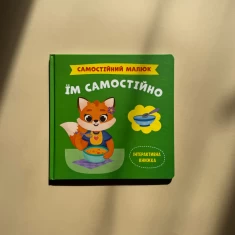 САМОСТІЙНИЙ МАЛЮК
ЇМ САМОСТІЙНО
ІНТЕРАКТИВНА
КНИЖКА